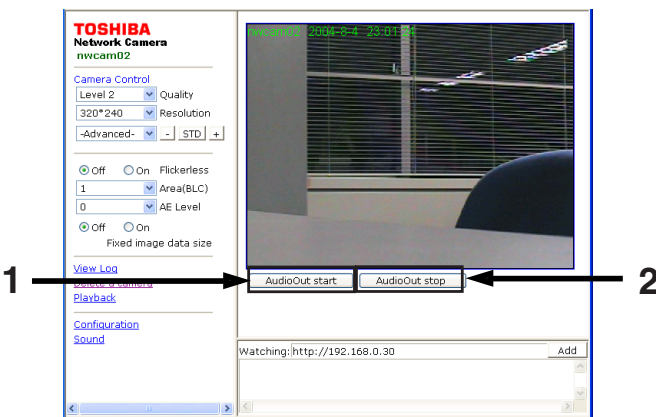 TOSHIBA
Network Camera
nwcam02
Camera Control
Level 2 Quality
320*240 Resolution
-Advanced- - STD +
Off On Flickerless
1 Area(BLC)
0 AE Level
Off On
Fixed image data size
View Log
Delete a camera
Playback
Configuration
Sound
nwcam02 2004-8-4 23:01:54
1
AudioOut start AudioOut stop
2
Watching: http://192.168.0.30 Add